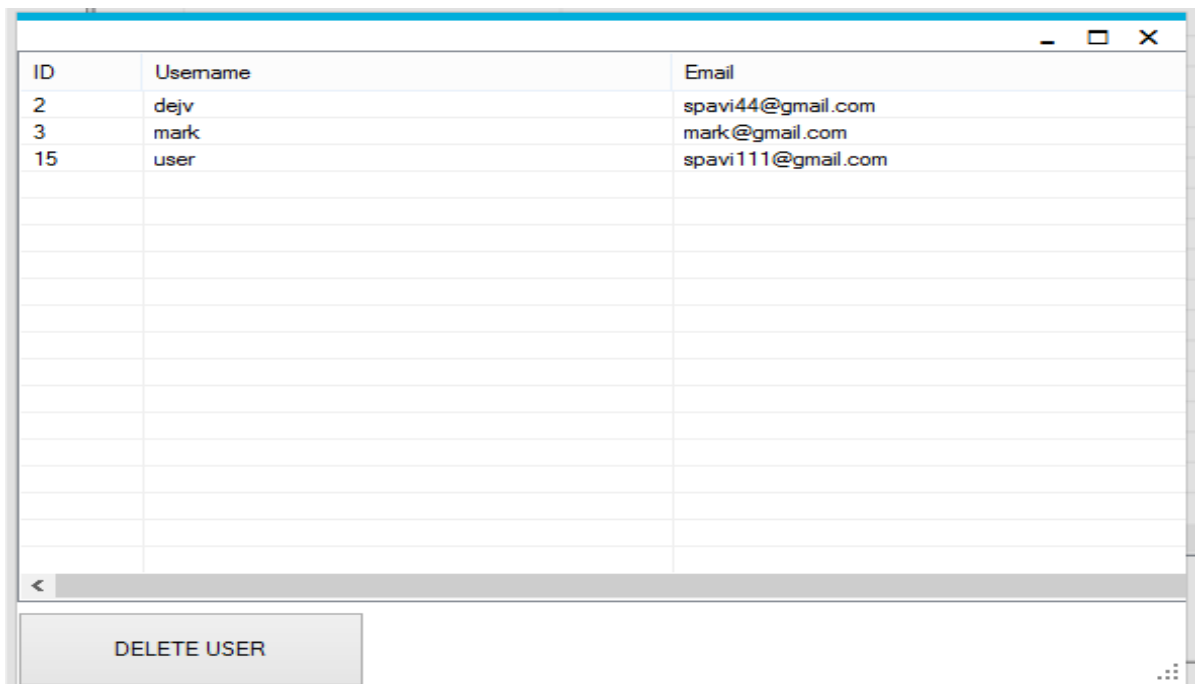 ID Username Email
2 dejv spavi44@gmail.com
3 mark mark@gmail.com
15 user spavi111@gmail.com
DELETE USER